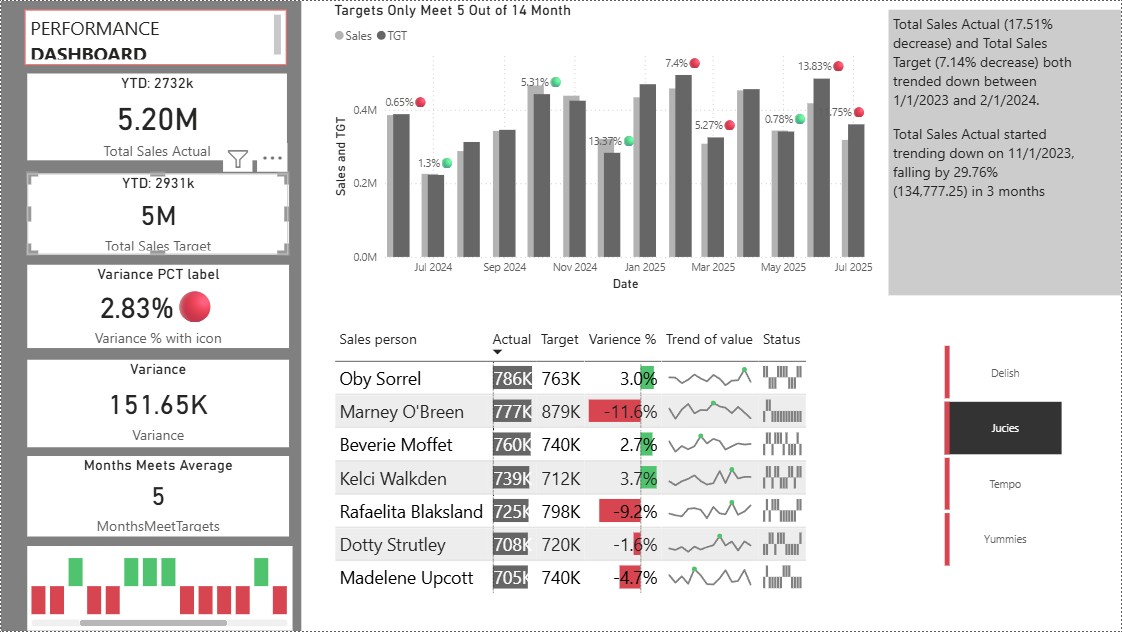 PERFORMANCE
DASHBOARD
YTD: 2732k
5.20M
Total Sales Actual
YTD: 2931k
5M
Total Sales Target
Variance PCT label
2.83%
Variance % with icon
Variance
151.65K
Variance
Months Meets Average
5
MonthsMeetTargets
Targets Only Meet 5 Out of 14 Month
Sales TGT
Sales and TGT
0.4M
0.2M
0.0M
0.65%
1.3%
5.31%
13.37%
7.4%
5.27%
0.78%
13.83%
.75%
Jul 2024 Sep 2024 Nov 2024 Jan 2025 Mar 2025 May 2025 Jul 2025
Date
Total Sales Actual (17.51%
decrease) and Total Sales
Target (7.14% decrease) both
trended down between
1/1/2023 and 2/1/2024.
Total Sales Actual started
trending down on 11/1/2023,
falling by 29.76%
(134,777.25) in 3 months
Sales person Actual Target Varience % Trend of value Status
Oby Sorrel 786K 763K 3.0%
Marney O'Breen 777K 879K -11.6%
Beverie Moffet 760K 740K 2.7%
Kelci Walkden 739K 712K 3.7%
Rafaelita Blaksland 725K 798K -9.2%
Dotty Strutley 708K 720K -1.6%
Madelene Upcott 705K 740K -4.7%
Delish
Jucies
Tempo
Yummies